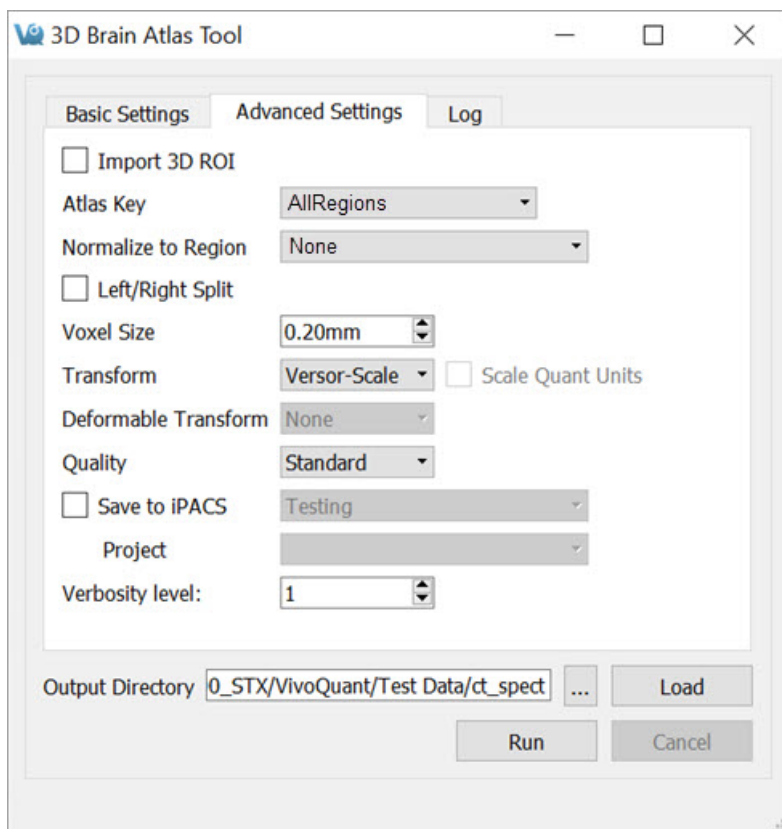 3D Brain Atlas Tool
Basic Settings Advanced Settings Log
Import 3D ROI
Atlas Key AllRegions
Normalize to Region None
Left/Right Split
Voxel Size 0.20mm
Transform Versor-Scale Scale Quant Units
Deformable Transform None
Quality Standard
Save to iPACS Testing
Project
Verbosity level: 1
Output Directory 0_STX/VivoQuant/Test Data/ct_spect ... Load
Run Cancel